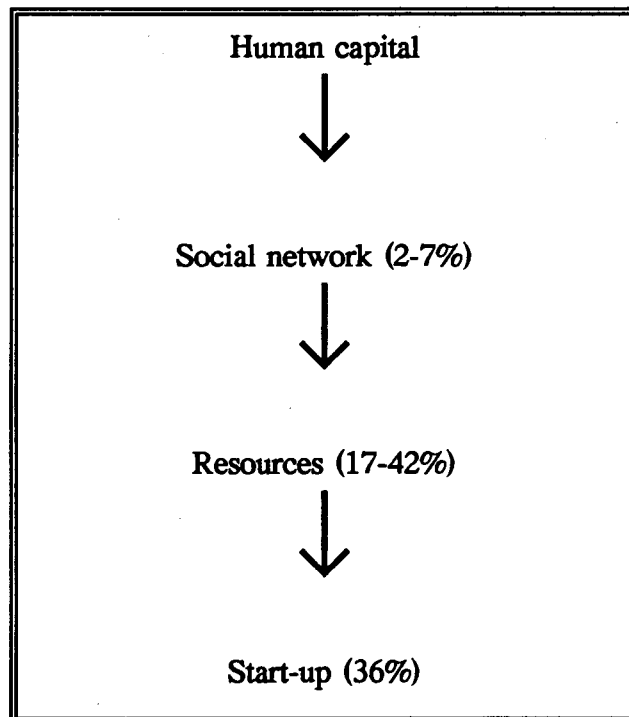 Human capital
Social network (2-7%)
Resources (17-42%)
Start-up (36%)